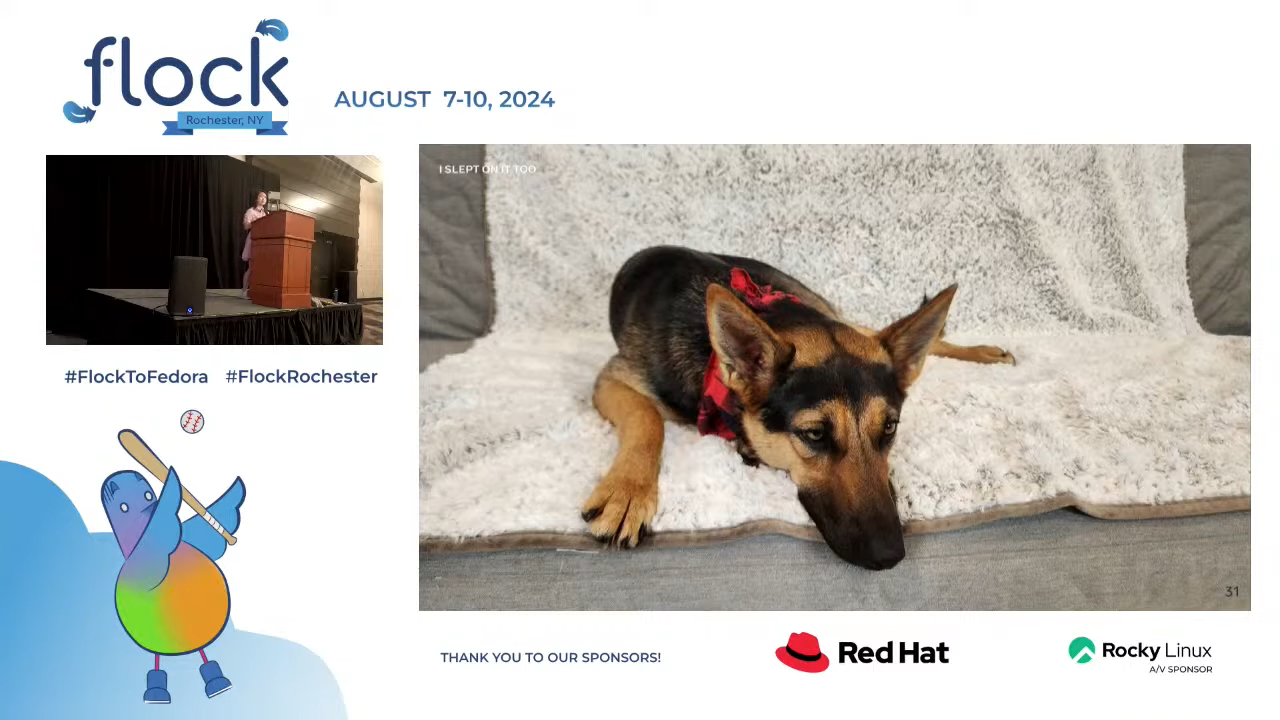 flock
Rochester, NY
AUGUST 7-10, 2024
I SLEPT ON IT TOO
#FlockToFedora #FlockRochester
31
THANK YOU TO OUR SPONSORS!
Red Hat
Rocky Linux
A/V SPONSOR